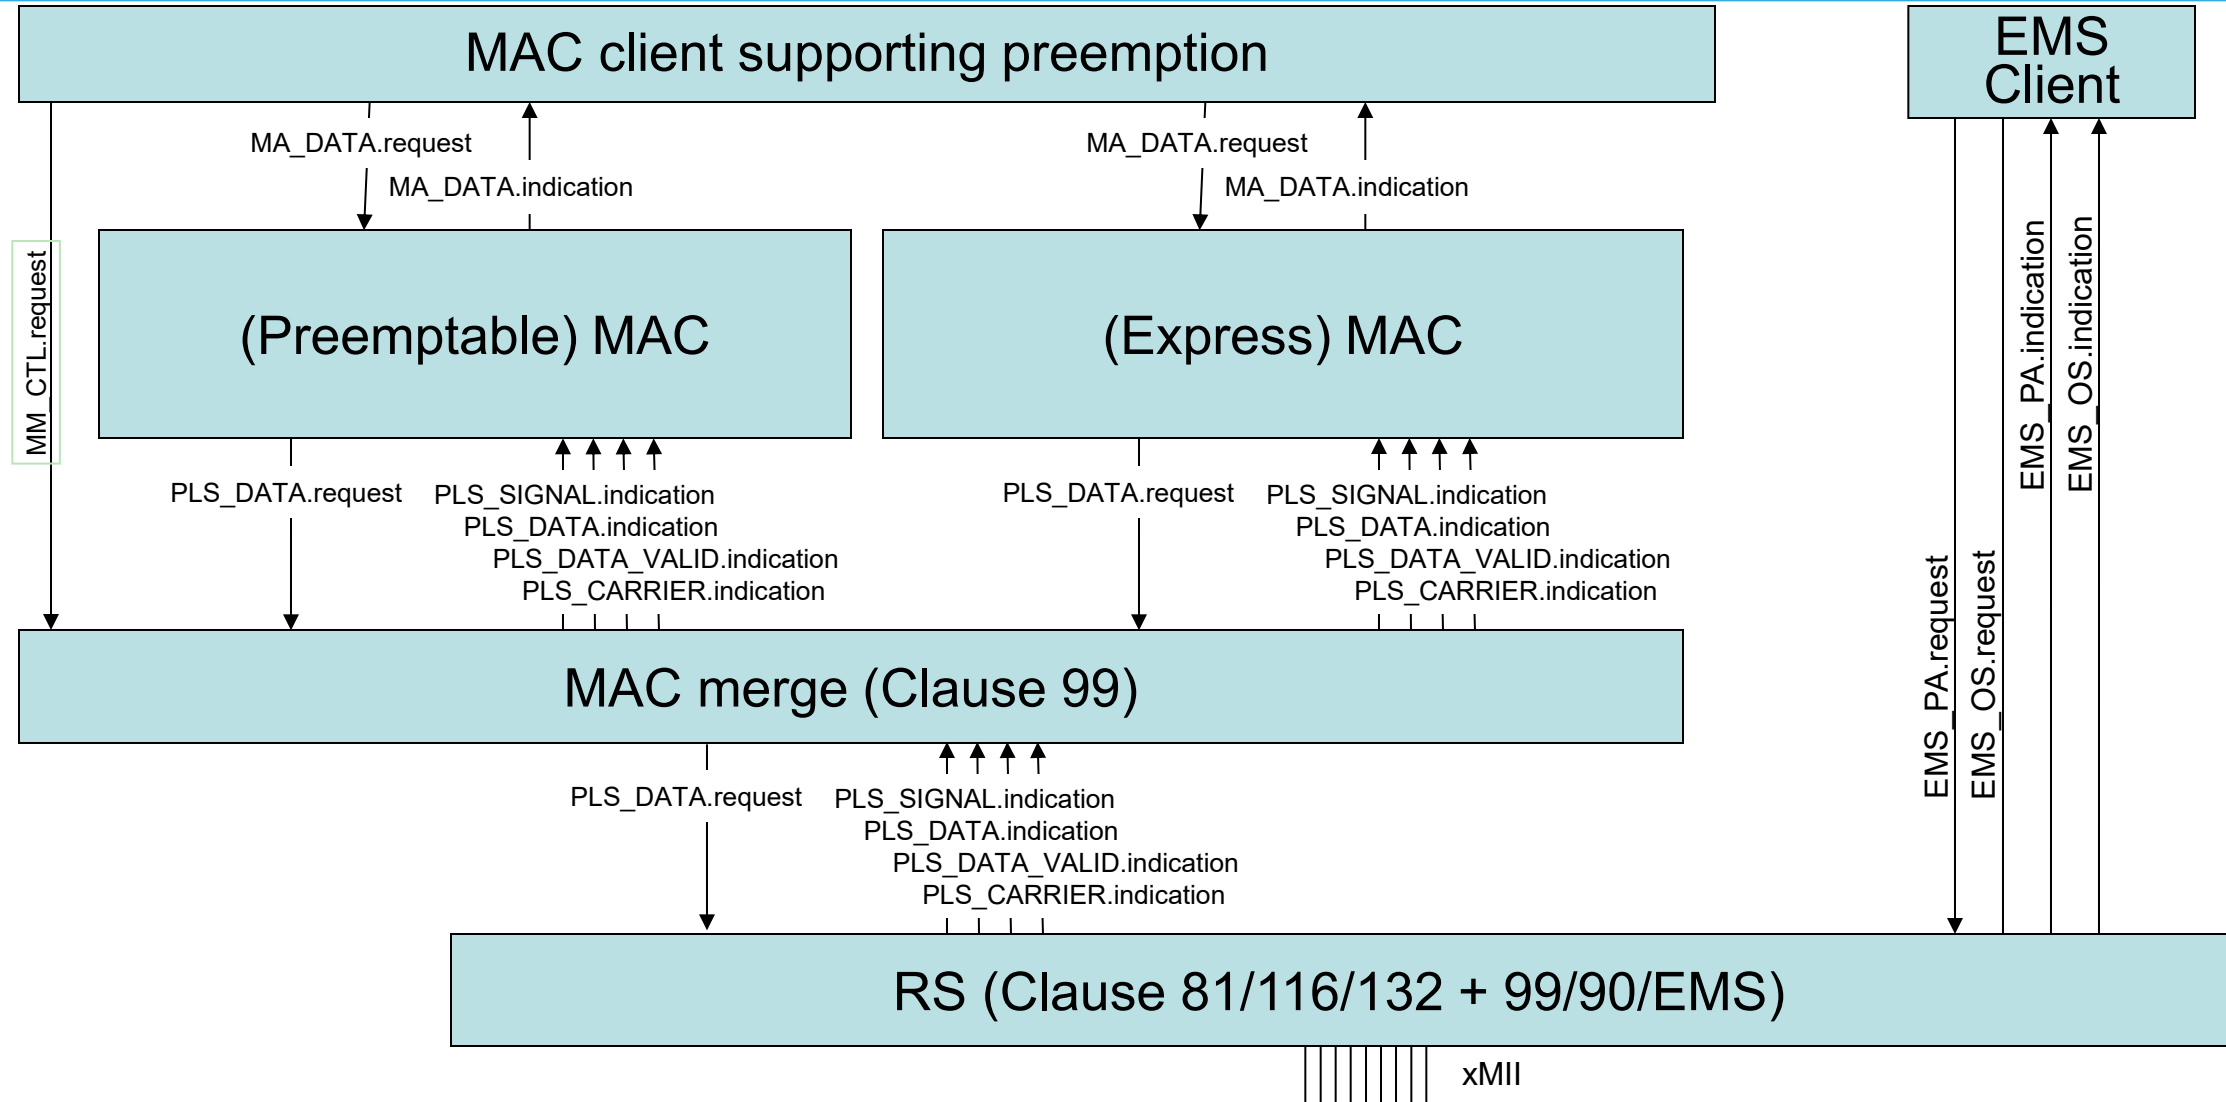 MAC client supporting preemption
EMS
Client
MA_DATA.request
MA_DATA.indication
MA_DATA.request
MA_DATA.indication
MM_CTL.request
(Preemptable) MAC
(Express) MAC
EMS_PA.indication
EMS_OS.indication
PLS_DATA.request
PLS_SIGNAL.indication
PLS_DATA.indication
PLS_DATA_VALID.indication
PLS_CARRIER.indication
PLS_DATA.request
PLS_SIGNAL.indication
PLS_DATA.indication
PLS_DATA_VALID.indication
PLS_CARRIER.indication
EMS_PA.request
EMS_OS.request
MAC merge (Clause 99)
PLS_DATA.request
PLS_SIGNAL.indication
PLS_DATA.indication
PLS_DATA_VALID.indication
PLS_CARRIER.indication
RS (Clause 81/116/132 + 99/90/EMS)
xMII